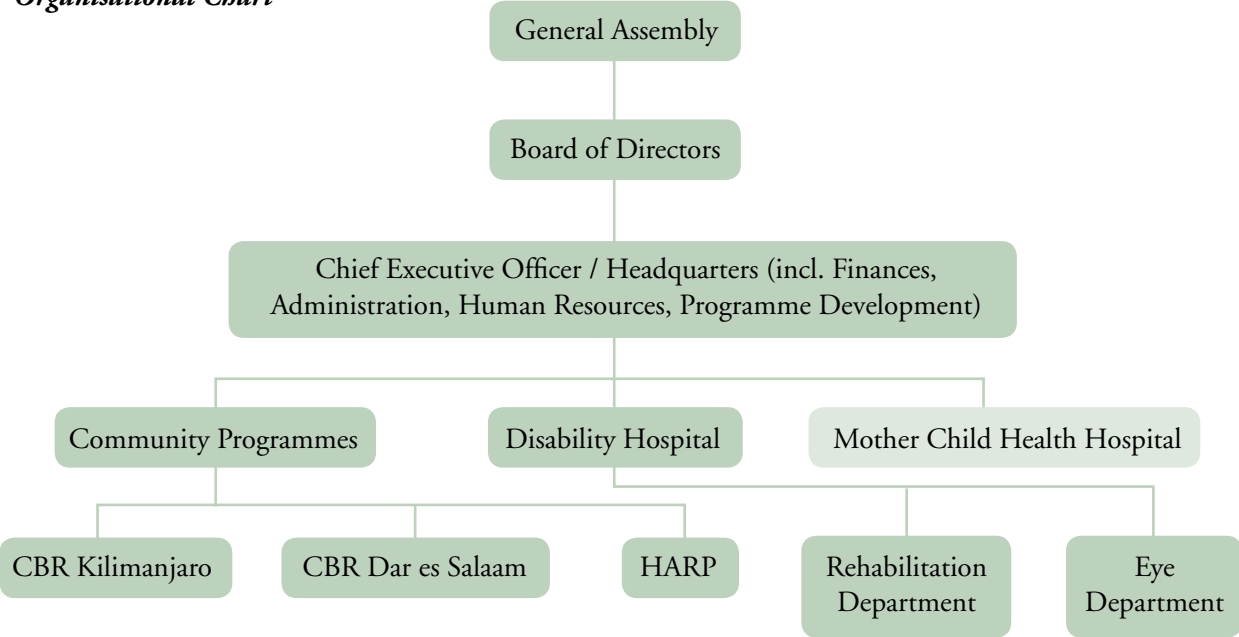 Organisational Chart
General Assembly
Board of Directors
Chief Executive Officer / Headquarters (incl. Finances,
Administration, Human Resources, Programme Development)
Community Programmes
Disability Hospital
Mother Child Health Hospital
CBR Kilimanjaro
CBR Dar es Salaam
HARP
Rehabilitation
Department
Eye
Department